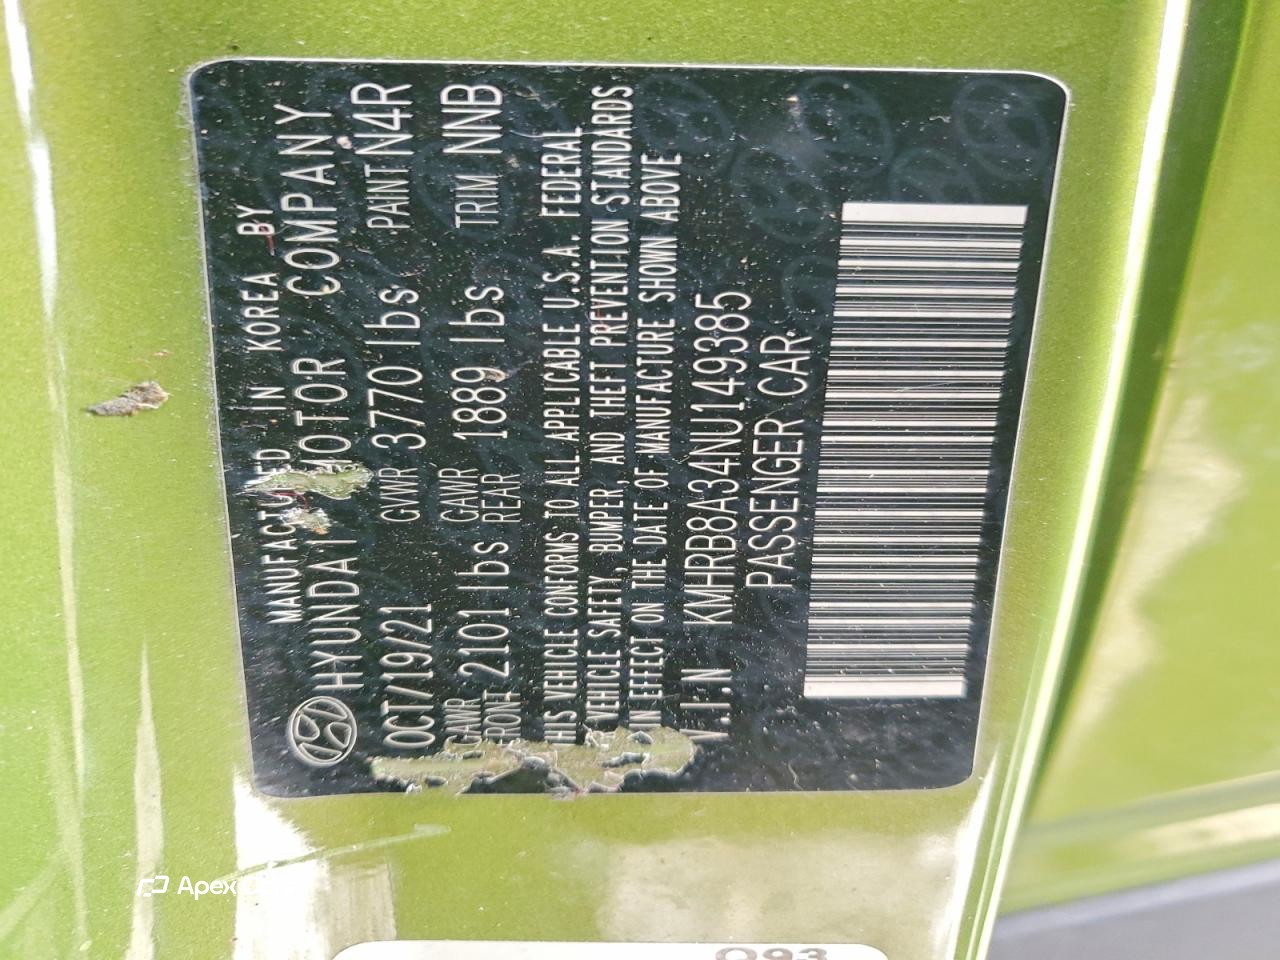 MANUFACTURED IN KOREA BY
HYUNDAI MOTOR COMPANY
OCT/19/21 GVWR 3770 lbs PAINT N4R
GAWR FRONT 2101 lbs GAWR REAR 1889 lbs TRIM NNB
THIS VEHICLE CONFORMS TO ALL APPLICABLE U.S.A. FEDERAL
VEHICLE SAFETY, BUMPER, AND THEFT PREVENTION STANDARDS
IN EFFECT ON THE DATE OF MANUFACTURE SHOWN ABOVE
V.I.N KMHRB8A34NU149385
PASSENGER CAR